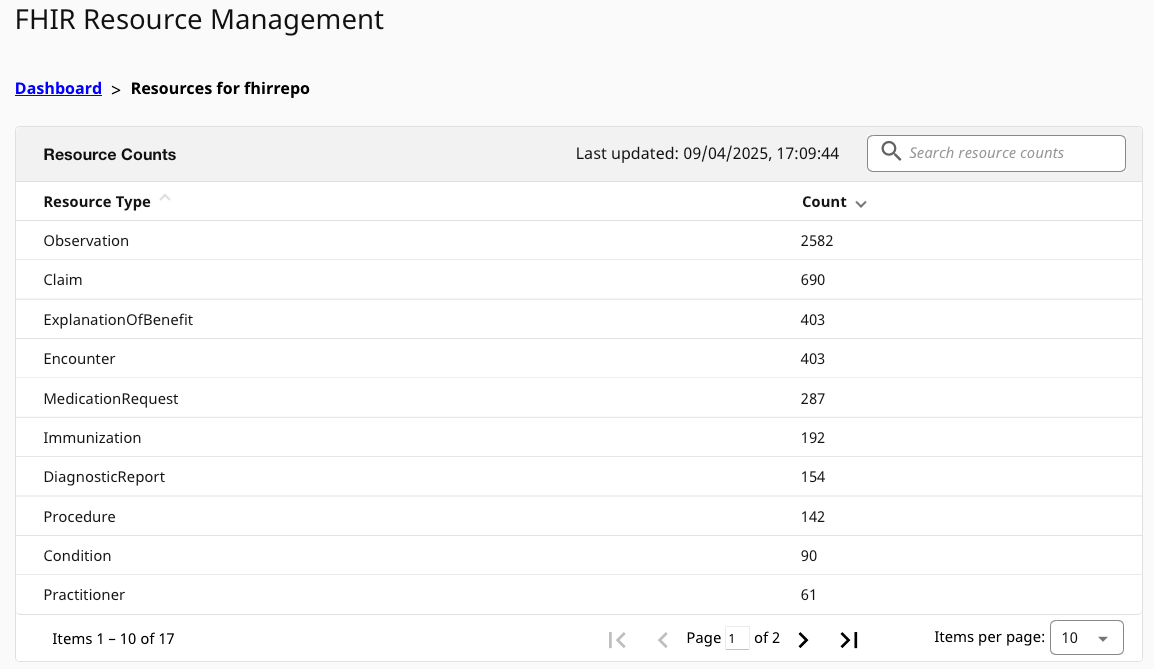 FHIR Resource Management
Dashboard > Resources for fhirrepo
Resource Counts Last updated: 09/04/2025, 17:09:44 Search resource counts
Resource Type Count
Observation 2582
Claim 690
ExplanationOfBenefit 403
Encounter 403
MedicationRequest 287
Immunization 192
DiagnosticReport 154
Procedure 142
Condition 90
Practitioner 61
Items 1 – 10 of 17 Page 1 of 2 Items per page: 10